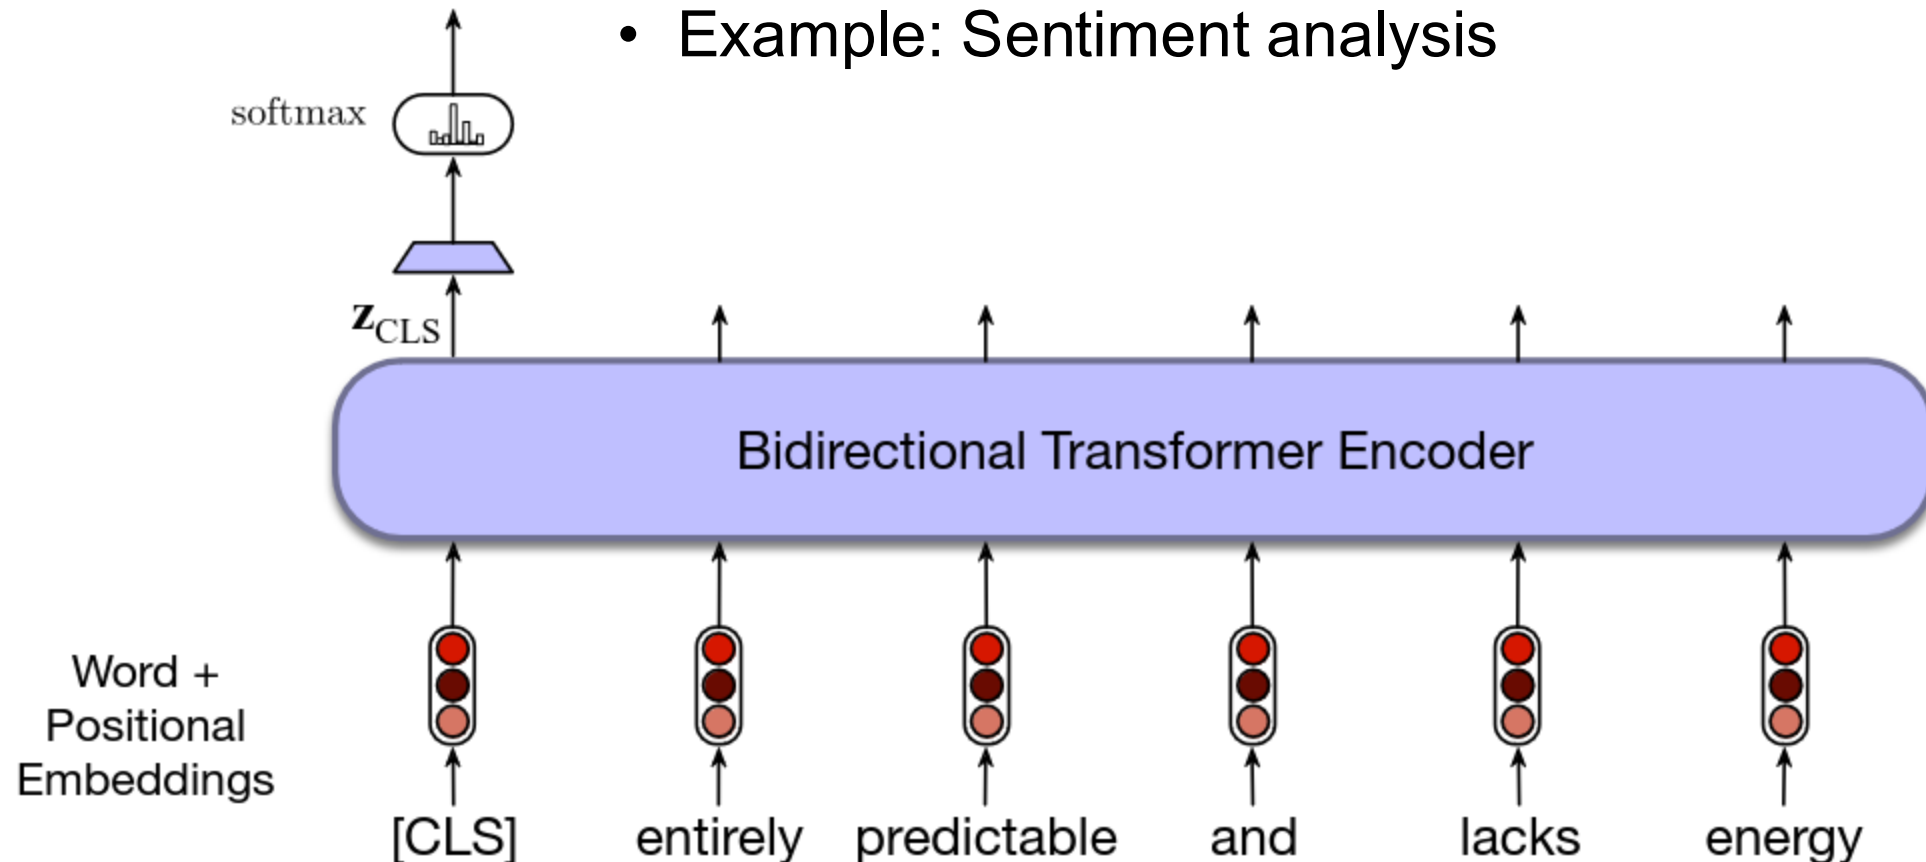 • Example: Sentiment analysis
softmax
zCLS
Bidirectional Transformer Encoder
Word +
Positional
Embeddings
[CLS] entirely predictable and lacks energy